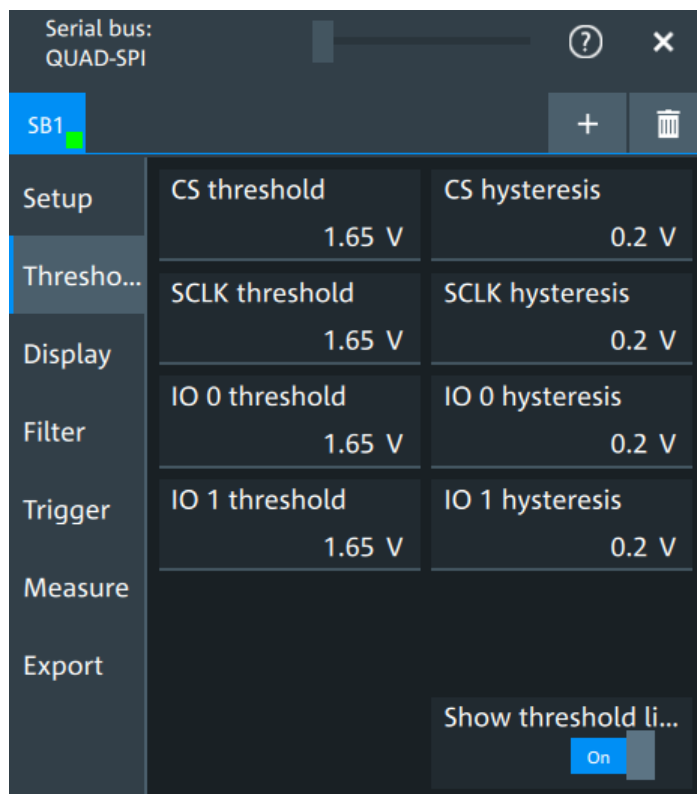 Serial bus:
QUAD-SPI
?
SB1
+
Setup
Thresho...
Display
Filter
Trigger
Measure
Export
CS threshold
1.65 V
CS hysteresis
0.2 V
SCLK threshold
1.65 V
SCLK hysteresis
0.2 V
IO 0 threshold
1.65 V
IO 0 hysteresis
0.2 V
IO 1 threshold
1.65 V
IO 1 hysteresis
0.2 V
Show threshold li...
On